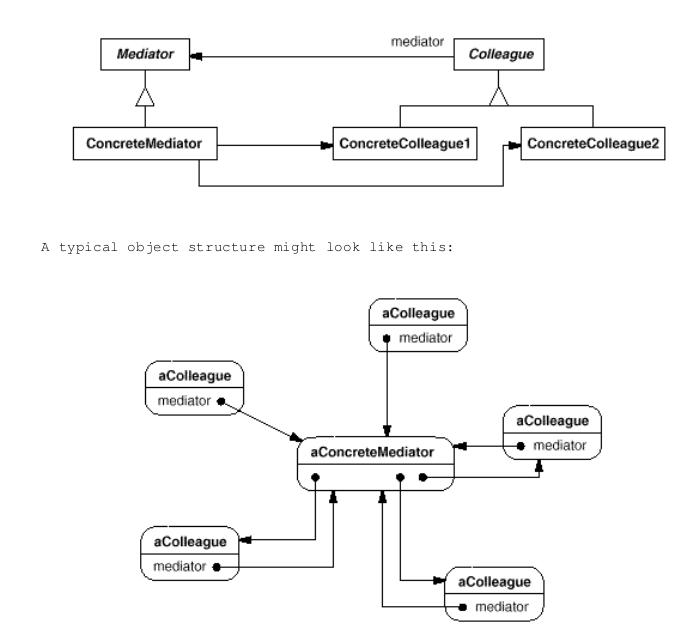 mediator
Mediator
Colleague
ConcreteMediator
ConcreteColleague1
ConcreteColleague2
A typical object structure might look like this:
aColleague
mediator
aColleague
mediator
aColleague
mediator
aConcreteMediator
aColleague
mediator
aColleague
mediator